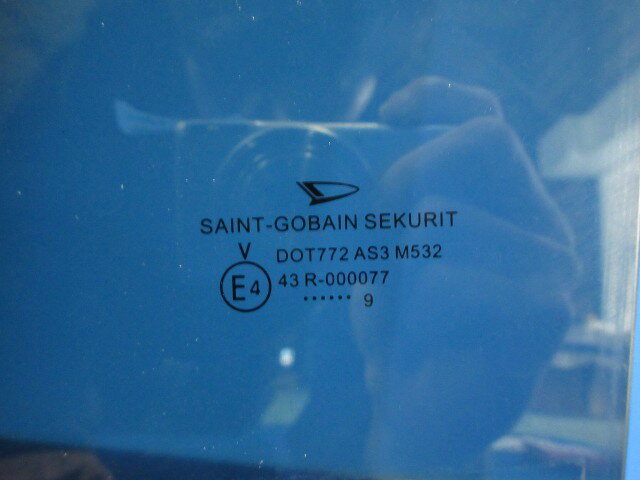 SAINT-GOBAIN SEKURIT
V DOT772 AS3 M532
E4 43 R-000077
...... 9